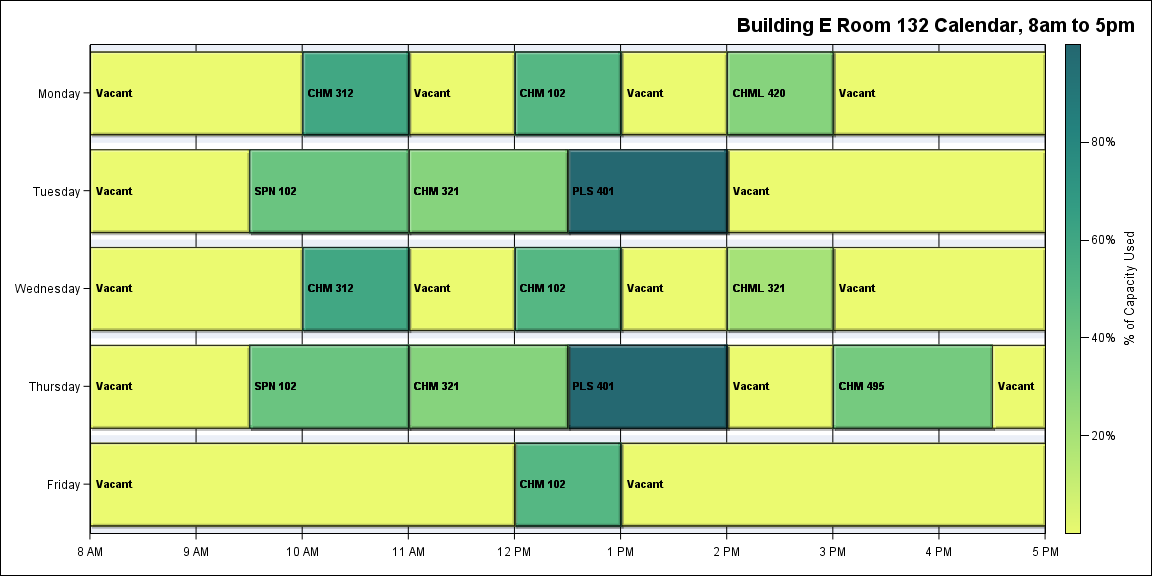 Building E Room 132 Calendar, 8am to 5pm
Monday
Vacant
CHM 312
Vacant
CHM 102
Vacant
CHML 420
Vacant
Tuesday
Vacant
SPN 102
CHM 321
PLS 401
Vacant
Wednesday
Vacant
CHM 312
Vacant
CHM 102
Vacant
CHML 321
Vacant
Thursday
Vacant
SPN 102
CHM 321
PLS 401
Vacant
CHM 495
Vacant
Friday
Vacant
CHM 102
Vacant
8 AM
9 AM
10 AM
11 AM
12 PM
1 PM
2 PM
3 PM
4 PM
5 PM
80%
60%
40%
20%
% of Capacity Used